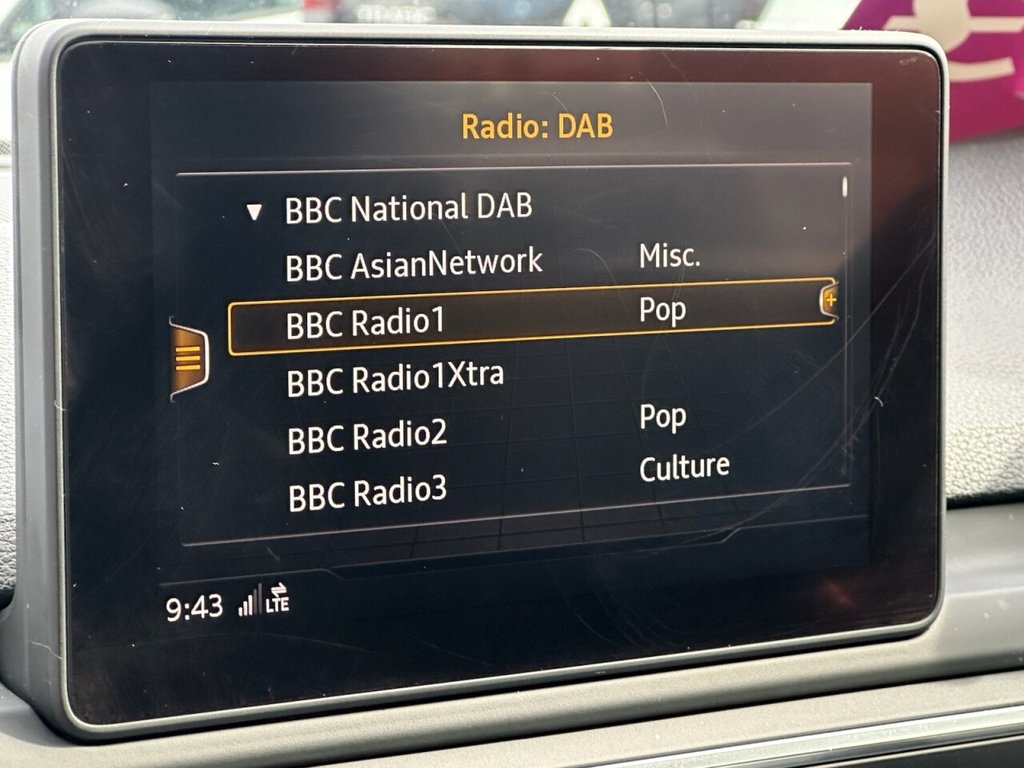 Radio: DAB
▼ BBC National DAB
BBC AsianNetwork Misc.
BBC Radio1 Pop
BBC Radio1Xtra
BBC Radio2 Pop
BBC Radio3 Culture
9:43 LTE